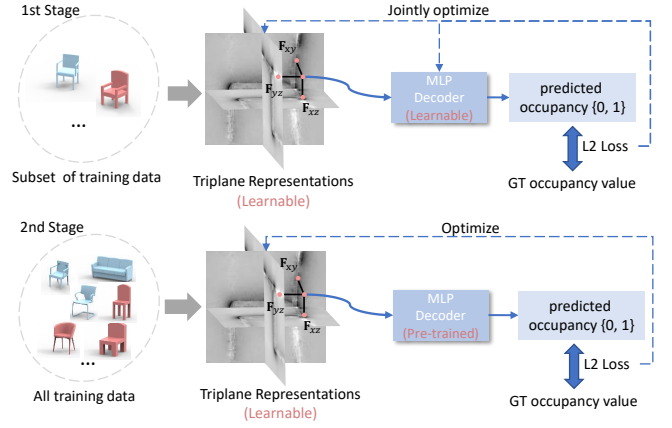 1st Stage
Jointly optimize
F_xy
F_yz
F_xz
MLP
Decoder
(Learnable)
predicted
occupancy {0, 1}
L2 Loss
GT occupancy value
...
Subset of training data
Triplane Representations
(Learnable)
2nd Stage
Optimize
F_xy
F_yz
F_xz
MLP
Decoder
(Pre-trained)
predicted
occupancy {0, 1}
L2 Loss
GT occupancy value
...
All training data
Triplane Representations
(Learnable)